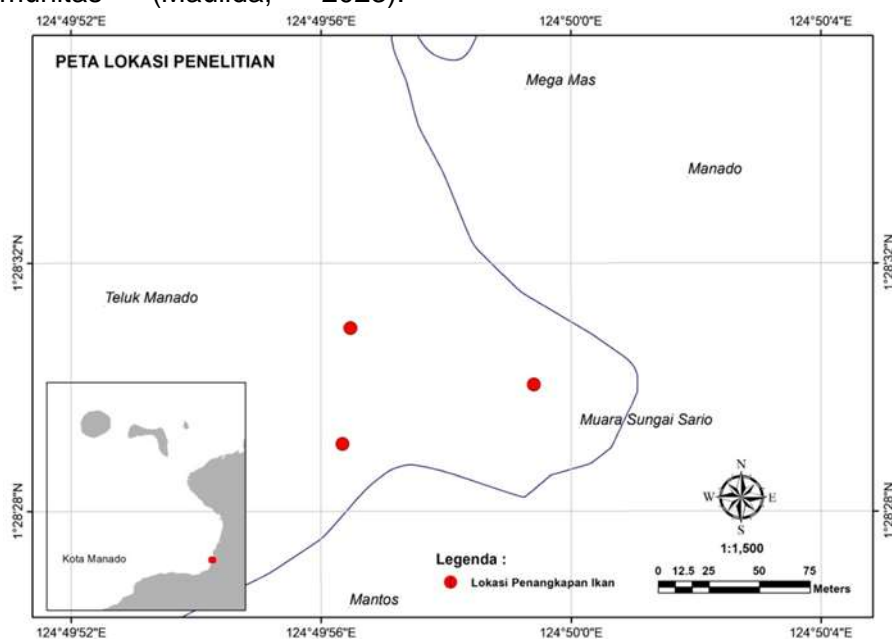 (Maulida, 2023).
124°49'52"E 124°49'56"E 124°50'0"E 124°50'4"E
PETA LOKASI PENELITIAN
Mega Mas
Manado
1°28'32"N 1°28'32"N
Teluk Manado
Muara Sungai Sario
N
W E
S
1°28'28"N 1°28'28"N
1:1,500
Kota Manado
Legenda :
Lokasi Penangkapan Ikan
0 12.5 25 50 75
Meters
Mantos
124°49'52"E 124°49'56"E 124°50'0"E 124°50'4"E